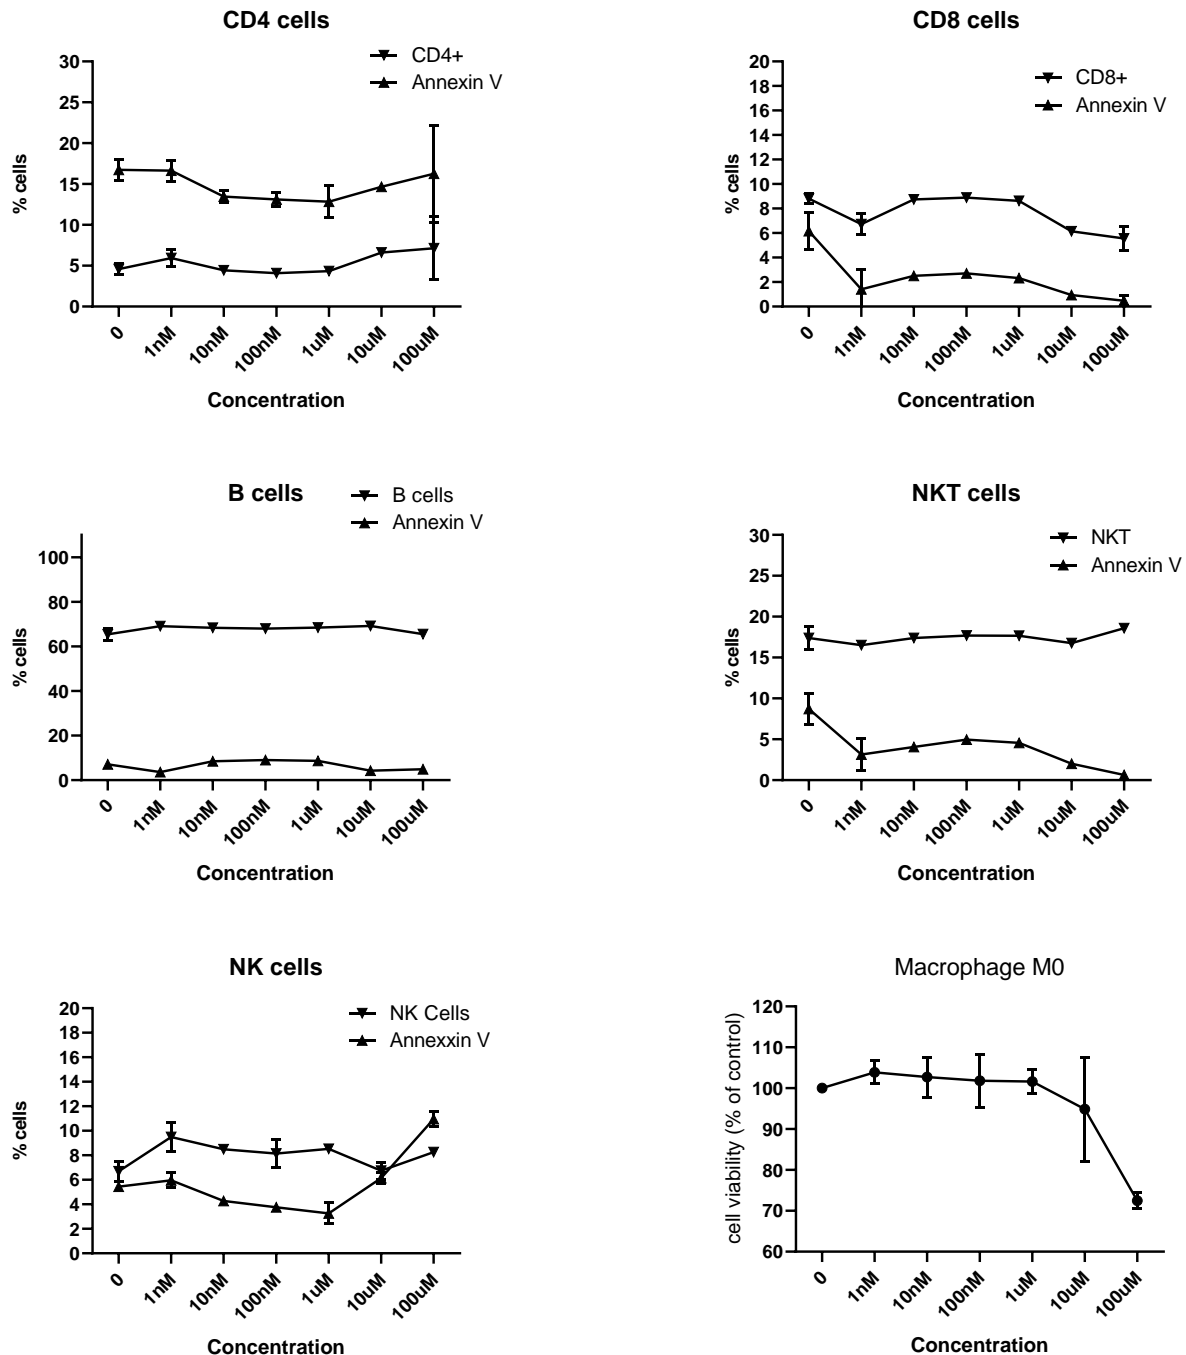 CD4 cells
CD4+
Annexin V
30
25
20
15
10
5
0
% cells
0
1nM
10nM
100nM
1uM
10uM
100uM
Concentration
CD8 cells
CD8+
Annexin V
20
18
16
14
12
10
8
6
4
2
0
% cells
0
1nM
10nM
100nM
1uM
10uM
100uM
Concentration
B cells
B cells
Annexin V
100
80
60
40
20
0
% cells
0
1nM
10nM
100nM
1uM
10uM
100uM
Concentration
NKT cells
NKT
Annexin V
30
25
20
15
10
5
0
% cells
0
1nM
10nM
100nM
1uM
10uM
100uM
Concentration
NK cells
NK Cells
Annexxin V
20
18
16
14
12
10
8
6
4
2
0
% cells
0
1nM
10nM
100nM
1uM
10uM
100uM
Concentration
Macrophage M0
120
110
100
90
80
70
60
cell viability (% of control)
0
1nM
10nM
100nM
1uM
10uM
100uM
Concentration